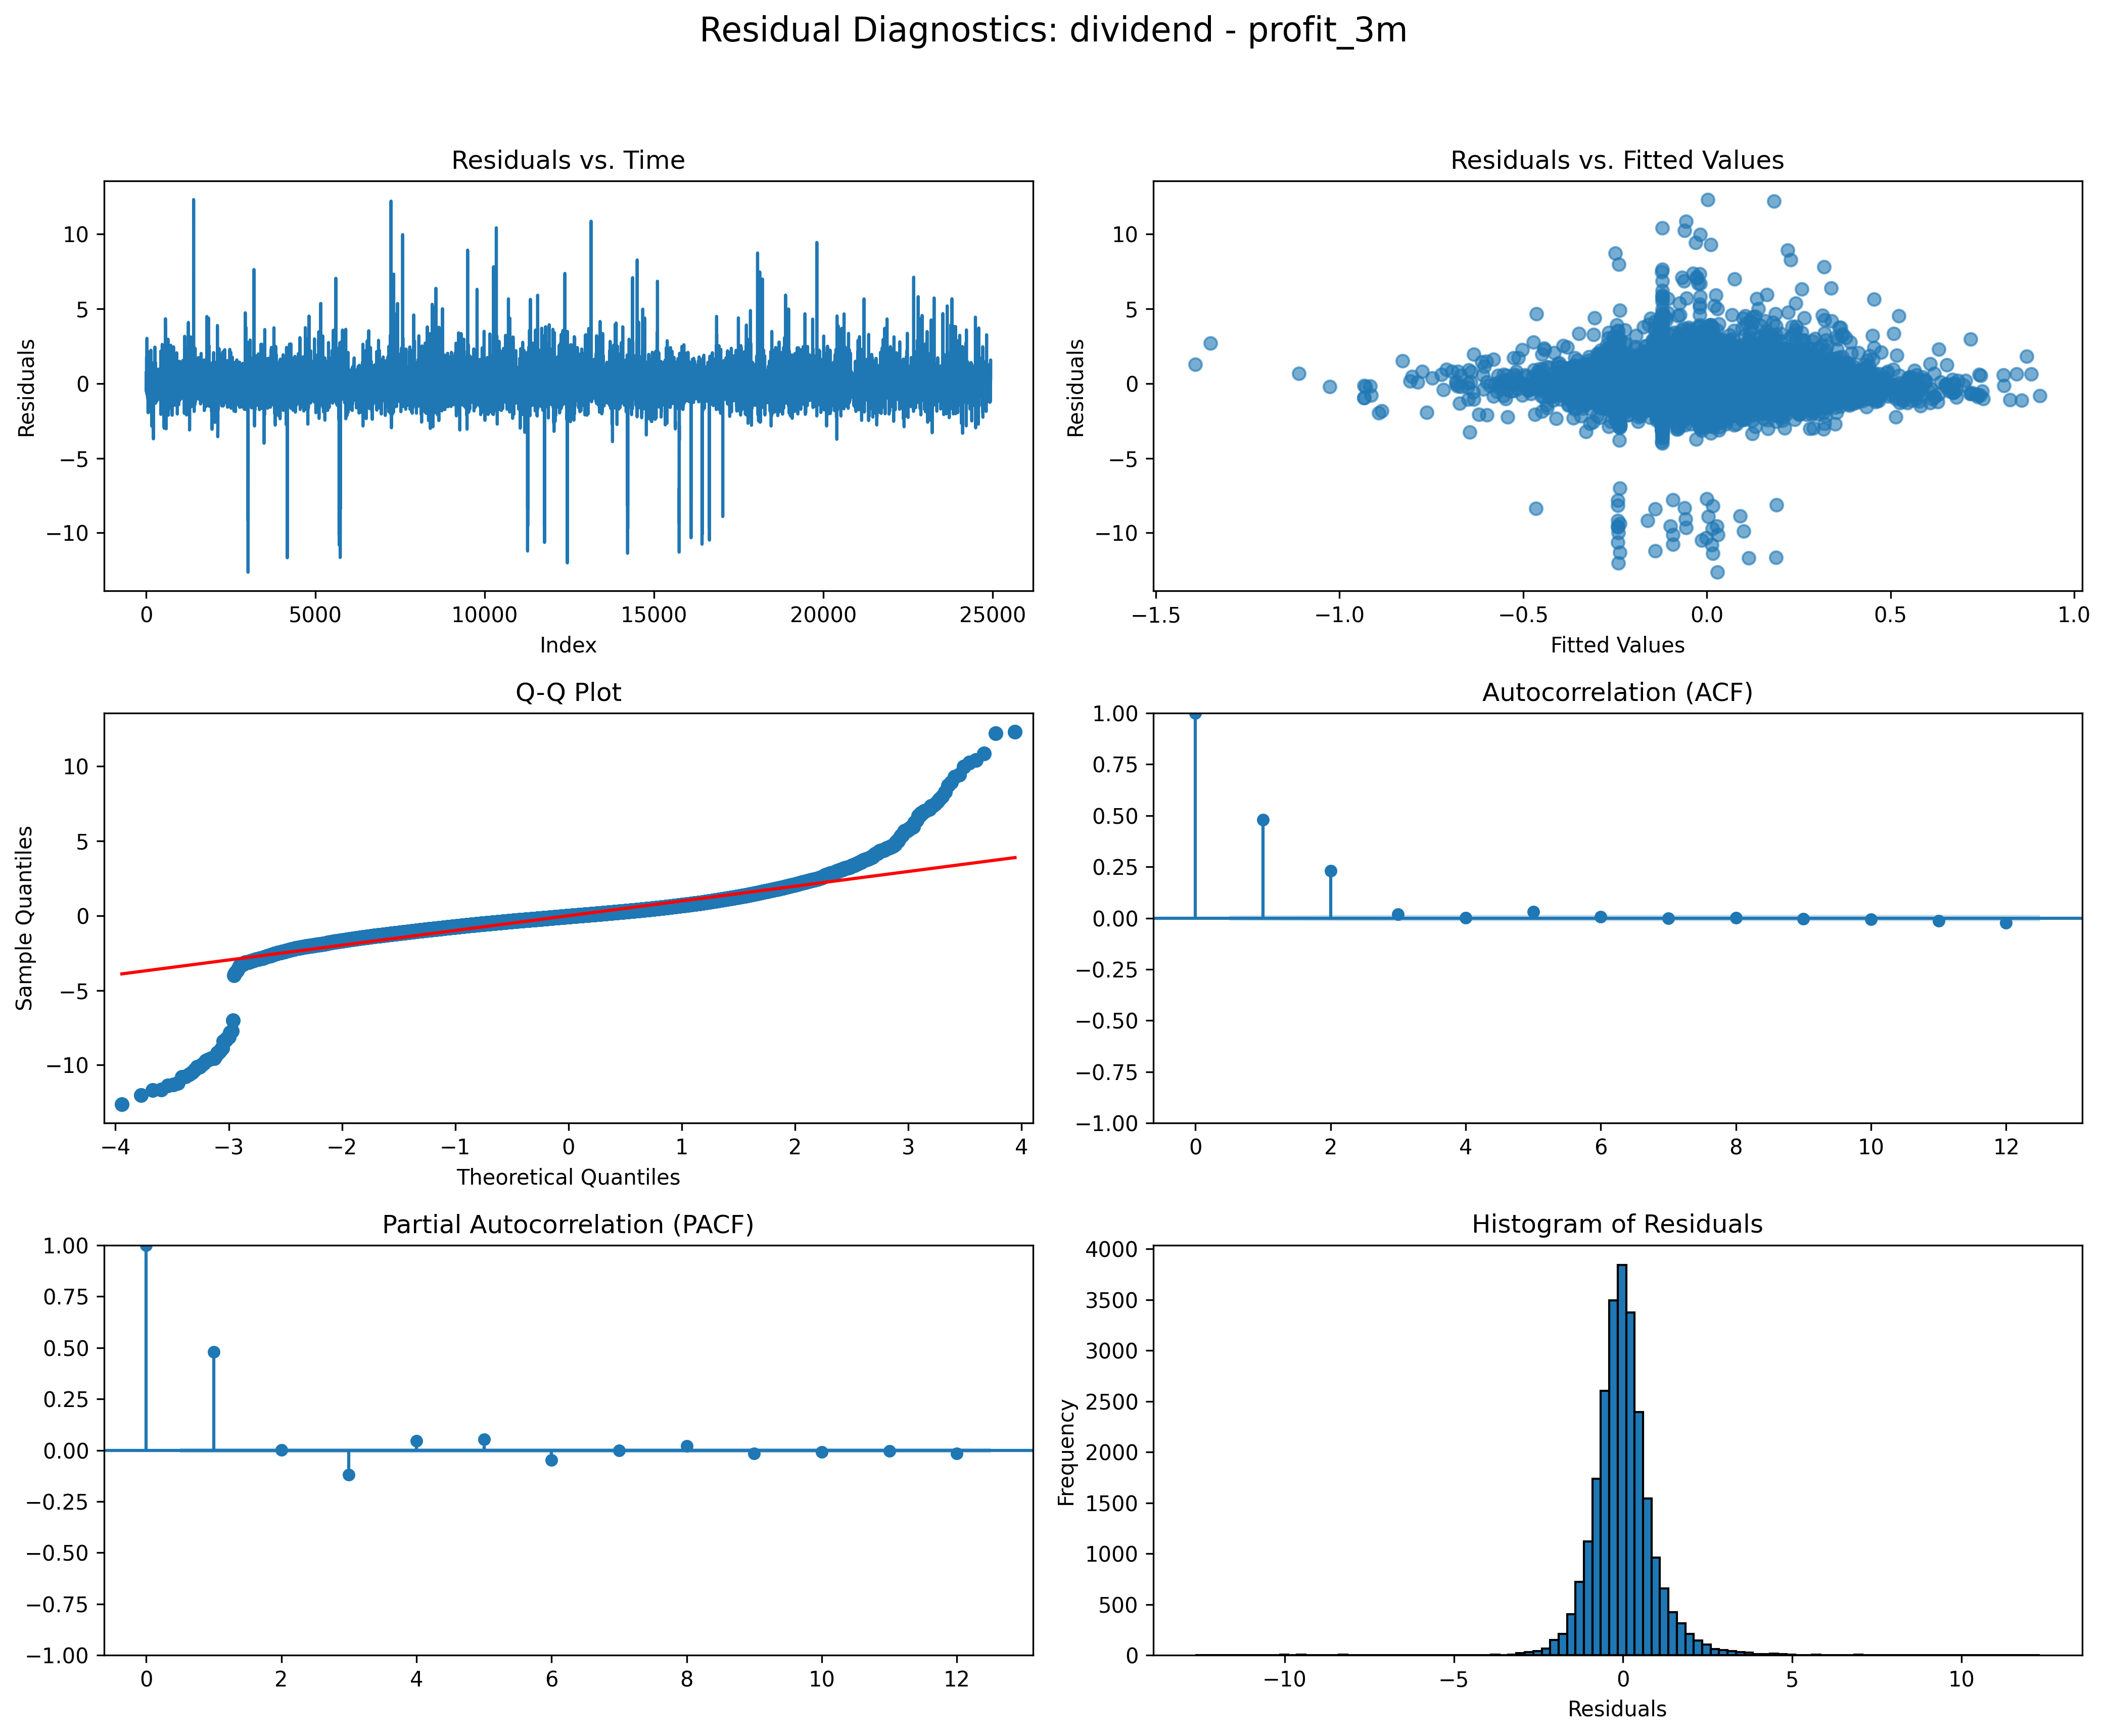 Residual Diagnostics: dividend - profit_3m
Residuals vs. Time
10
5
0
−5
−10
Residuals
0 5000 10000 15000 20000 25000
Index
Residuals vs. Fitted Values
10
5
0
−5
−10
Residuals
−1.5 −1.0 −0.5 0.0 0.5 1.0
Fitted Values
Q-Q Plot
10
5
0
−5
−10
Sample Quantiles
−4 −3 −2 −1 0 1 2 3 4
Theoretical Quantiles
Autocorrelation (ACF)
1.00
0.75
0.50
0.25
0.00
−0.25
−0.50
−0.75
−1.00
0 2 4 6 8 10 12
Partial Autocorrelation (PACF)
1.00
0.75
0.50
0.25
0.00
−0.25
−0.50
−0.75
−1.00
0 2 4 6 8 10 12
Histogram of Residuals
4000
3500
3000
2500
2000
1500
1000
500
0
Frequency
−10 −5 0 5 10
Residuals